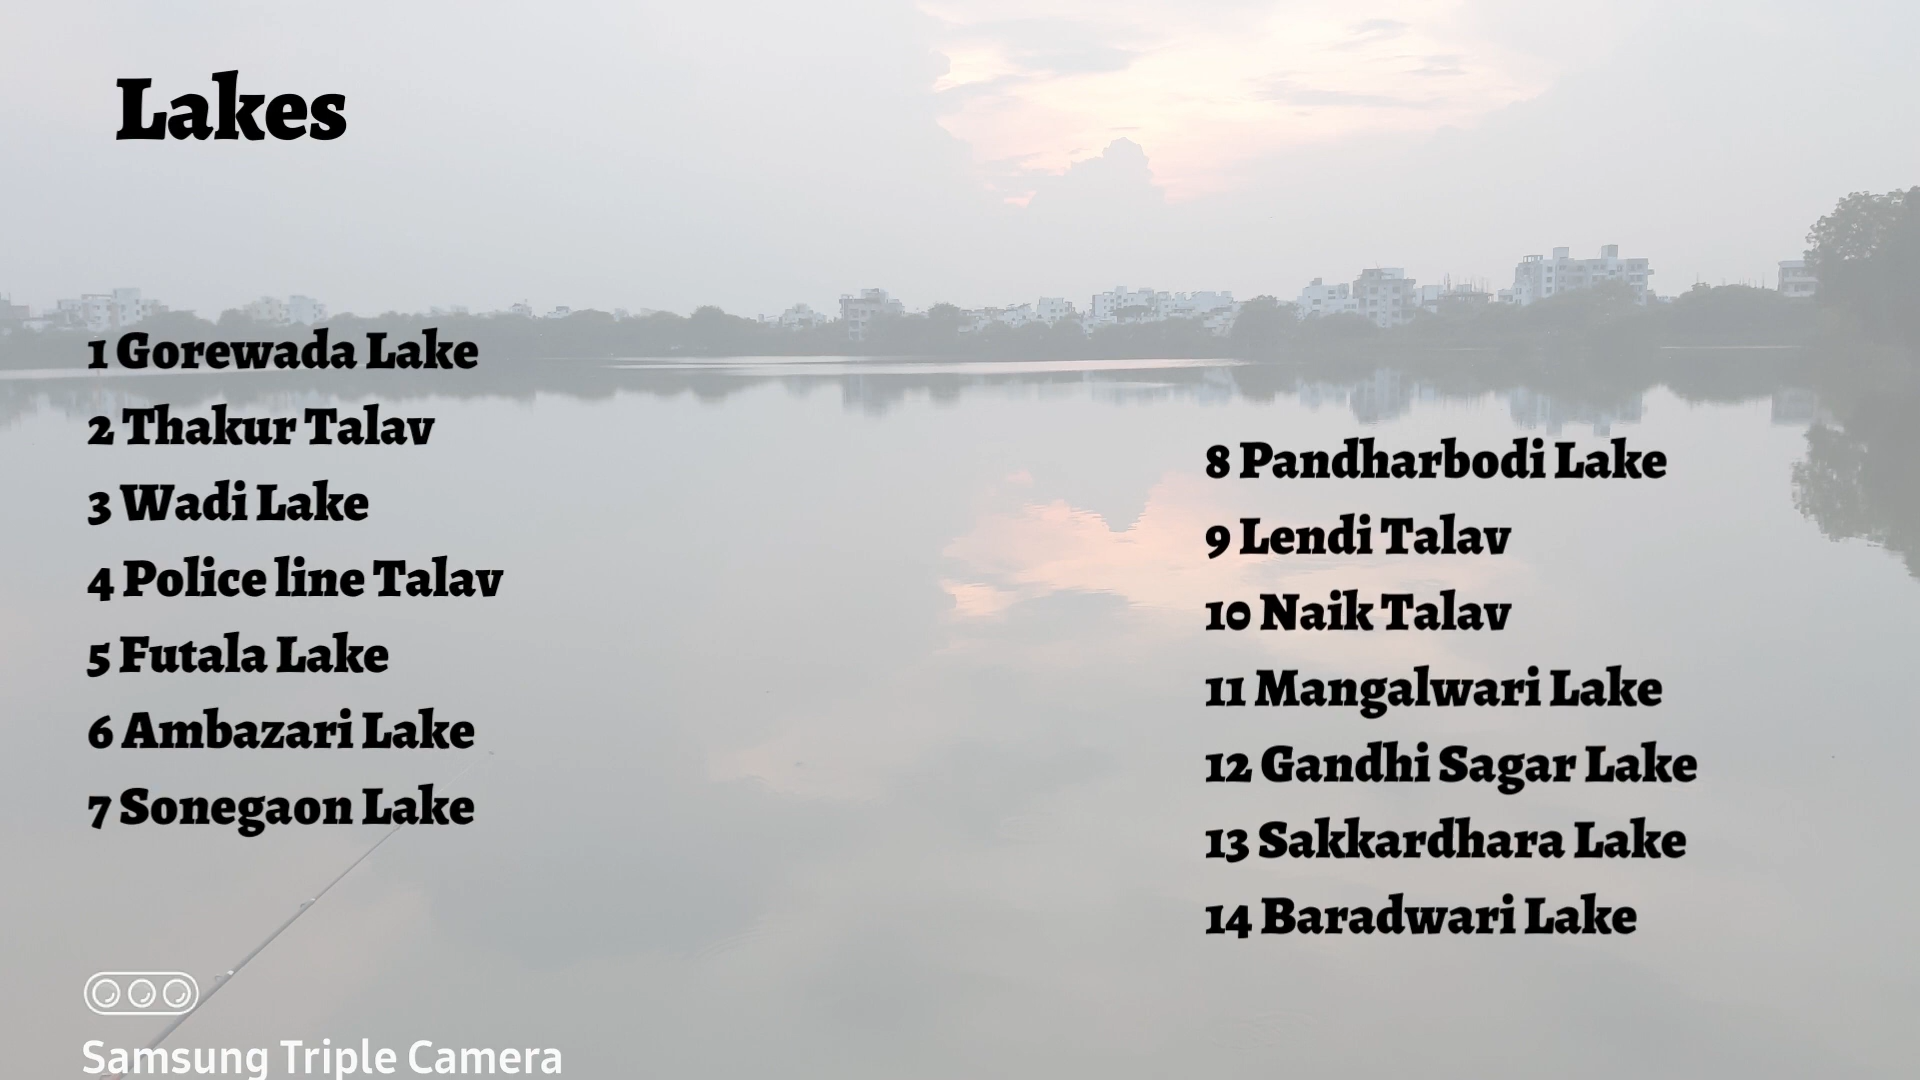 Lakes
1 Gorewada Lake
2 Thakur Talav
3 Wadi Lake
4 Police line Talav
5 Futala Lake
6 Ambazari Lake
7 Sonegaon Lake
8 Pandharbodi Lake
9 Lendi Talav
10 Naik Talav
11 Mangalwari Lake
12 Gandhi Sagar Lake
13 Sakkardhara Lake
14 Baradwari Lake
Samsung Triple Camera